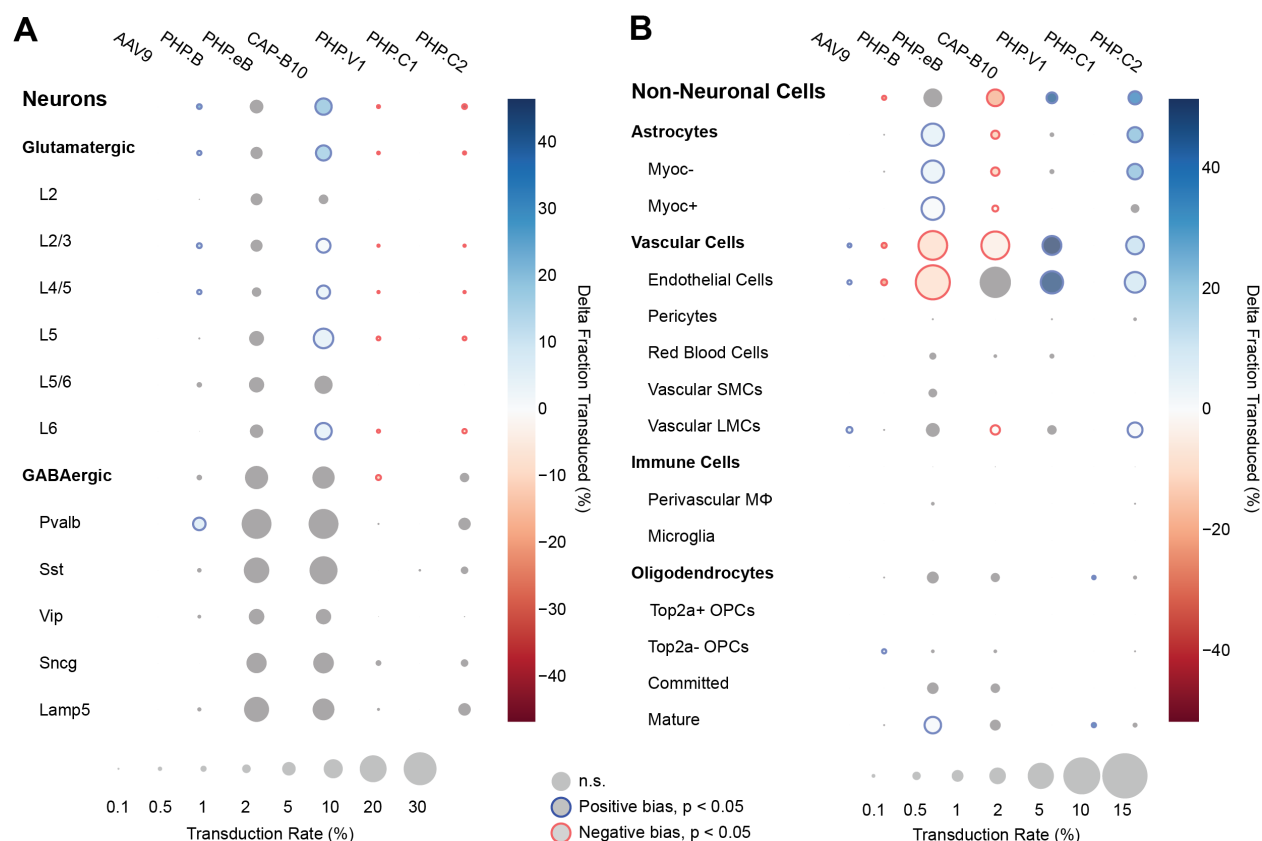 A
AAV9
PHP.B
PHP.eB
CAP-B10
PHP.V1
PHP.C1
PHP.C2
Neurons
Glutamatergic
L2
L2/3
L4/5
L5
L5/6
L6
GABAergic
Pvalb
Sst
Vip
Sncg
Lamp5
40
30
20
10
0
−10
−20
−30
−40
Delta Fraction Transduced (%)
0.1 0.5 1 2 5 10 20 30
Transduction Rate (%)
B
AAV9
PHP.B
PHP.eB
CAP-B10
PHP.V1
PHP.C1
PHP.C2
Non-Neuronal Cells
Astrocytes
Myoc-
Myoc+
Vascular Cells
Endothelial Cells
Pericytes
Red Blood Cells
Vascular SMCs
Vascular LMCs
Immune Cells
Perivascular MΦ
Microglia
Oligodendrocytes
Top2a+ OPCs
Top2a- OPCs
Committed
Mature
40
20
0
−20
−40
Delta Fraction Transduced (%)
0.1 0.5 1 2 5 10 15
Transduction Rate (%)
n.s.
Positive bias, p < 0.05
Negative bias, p < 0.05